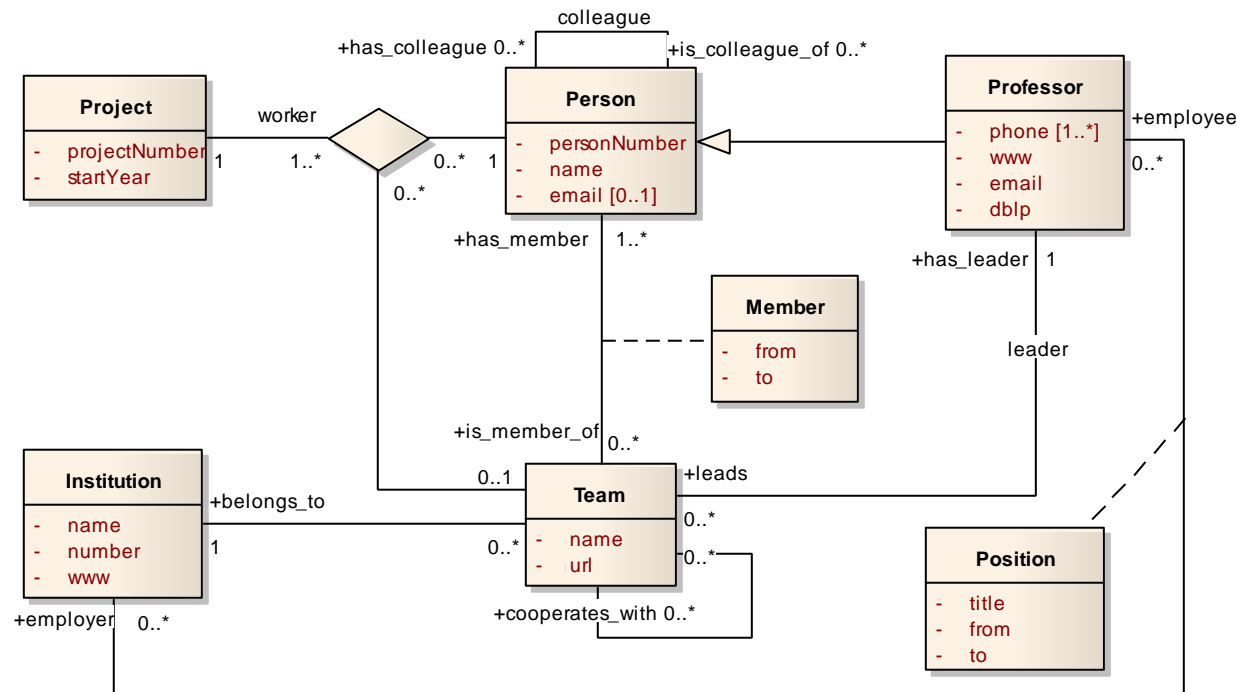 colleague
+has_colleague 0..*
+is_colleague_of 0..*
Project
- projectNumber
- startYear
worker
1
1..*
0..*
1
0..*
Person
- personNumber
- name
- email [0..1]
Professor
- phone [1..*]
- www
- email
- dblp
+employee
0..*
+has_member
1..*
+has_leader 1
Member
- from
- to
leader
+is_member_of
0..*
Institution
- name
- number
- www
+belongs_to
1
0..*
0..1
Team
- name
- url
+leads
0..*
0..*
+cooperates_with 0..*
Position
- title
- from
- to
+employer
0..*